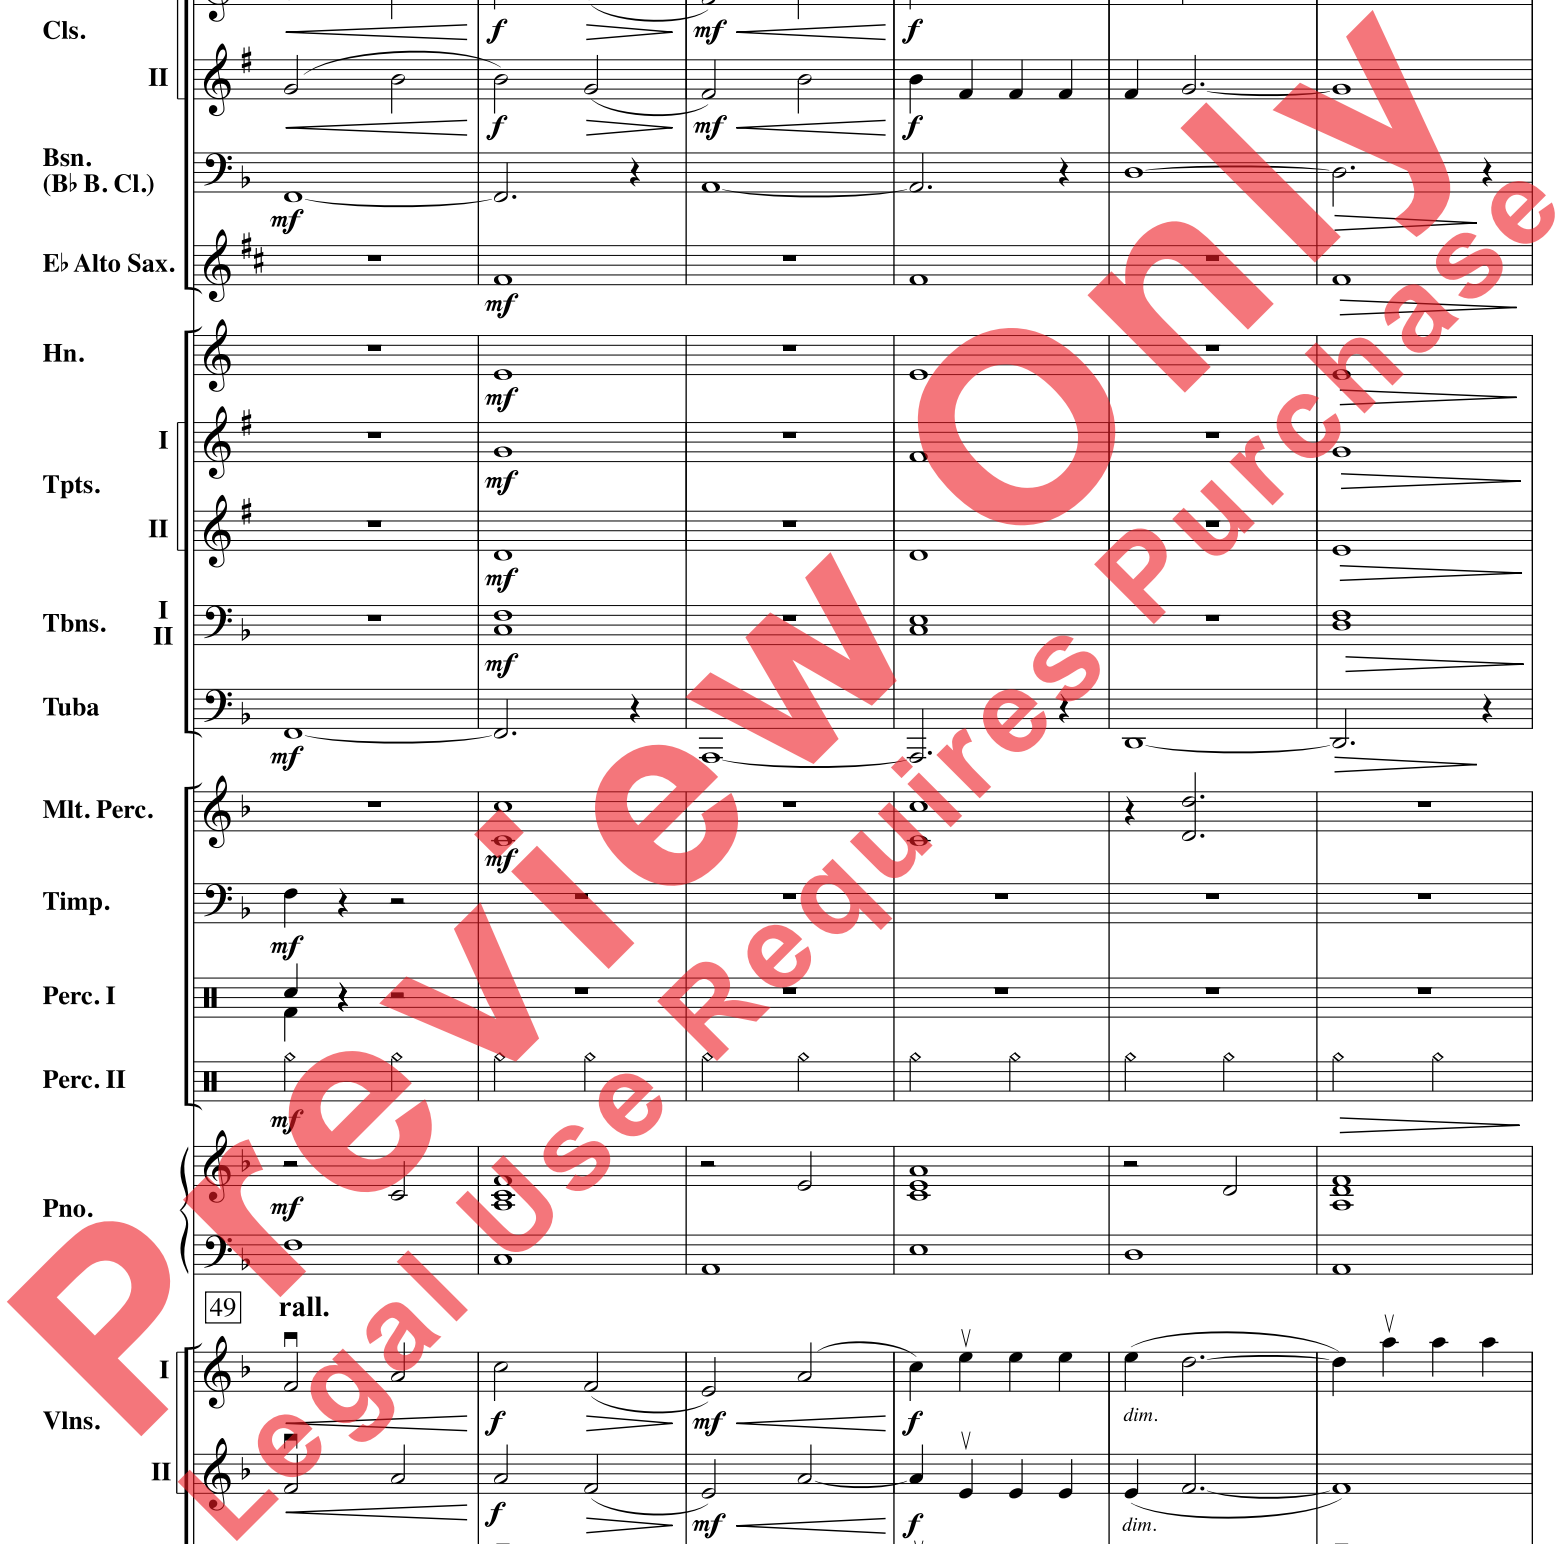 Cls.
f
mf
f
II
f
mf
f
Bsn.
(B♭ B. Cl.)
mf
E♭ Alto Sax.
mf
Hn.
mf
I
mf
Tpts.
II
mf
Tbns.
I
II
mf
Tuba
mf
Mlt. Perc.
mf
Timp.
mf
Perc. I
Perc. II
mf
Pno.
mf
49
rall.
Vlns.
I
f
mf
f
dim.
II
f
mf
f
dim.
Preview Only
Legal Use Requires Purchase